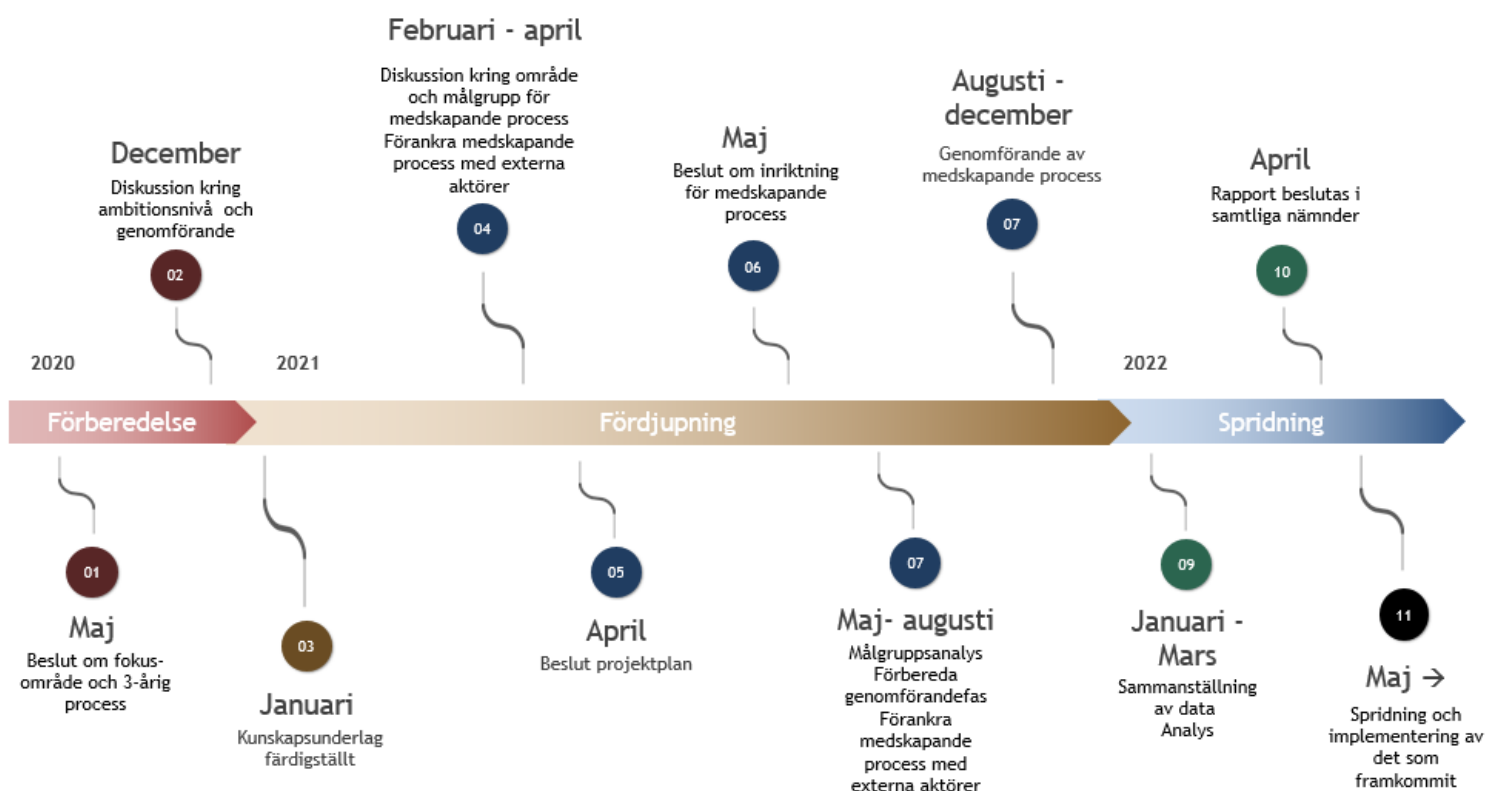 Februari - april
Diskussion kring område
och målgrupp för
medskapande process
Förankra medskapande
process med externa
aktörer
04
December
Diskussion kring
ambitionsnivå och
genomförande
02
Maj
Beslut om inriktning
för medskapande
process
06
Augusti -
december
Genomförande av
medskapande process
07
April
Rapport beslutas i
samtliga nämnder
10
2020
2021
2022
Förberedelse
Fördjupning
Spridning
01
Maj
Beslut om fokus-
område och 3-årig
process
03
Januari
Kunskapsunderlag
färdigställt
05
April
Beslut projektplan
07
Maj- augusti
Målgruppsanalys
Förbereda
genomförandefas
Förankra
medskapande
process med
externa aktörer
09
Januari -
Mars
Sammanställning
av data
Analys
11
Maj →
Spridning och
implementering av
det som
framkommit